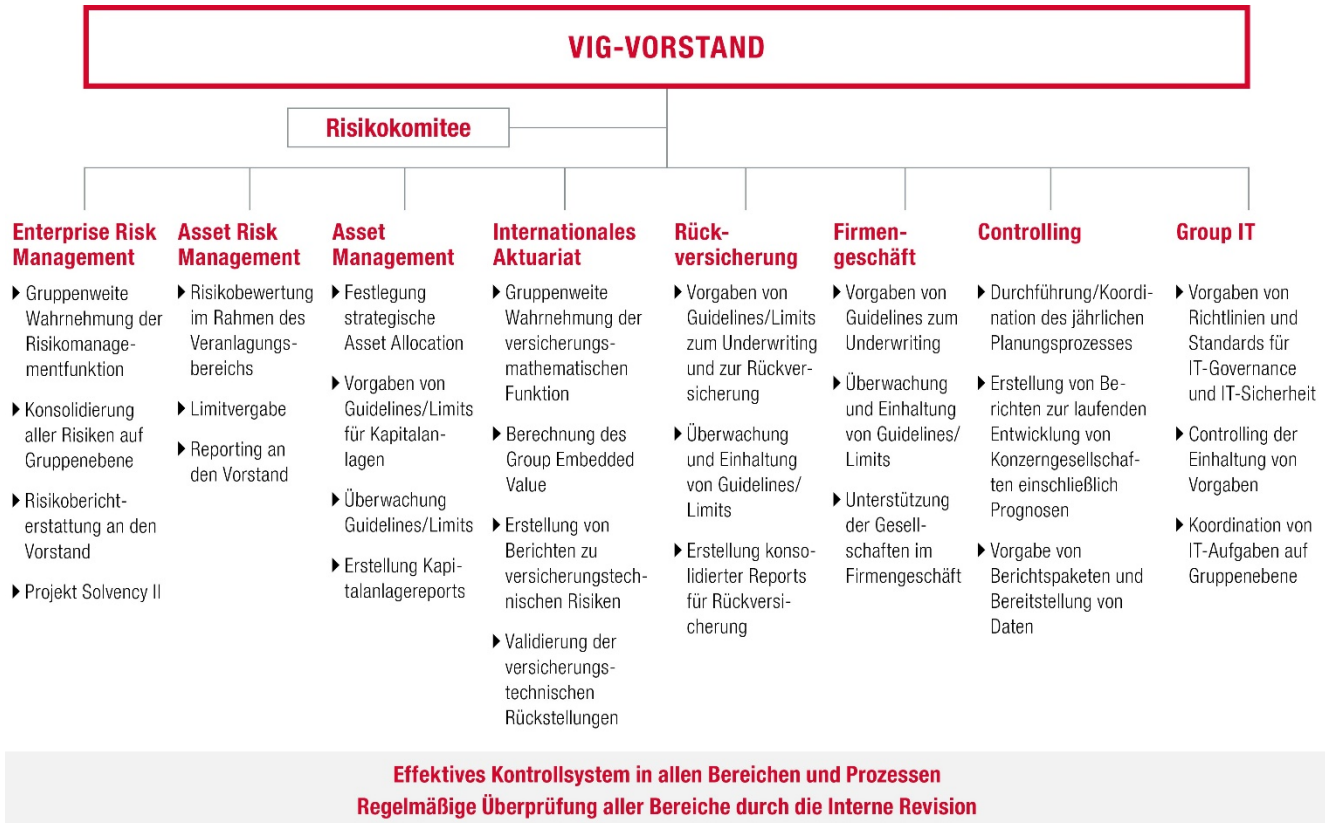 VIG-VORSTAND
Risikokomitee
Enterprise Risk
Management
▶ Gruppenweite
Wahrnehmung der
Risikomanage-
mentfunktion
▶ Konsolidierung
aller Risiken auf
Gruppenebene
▶ Risikobericht-
erstattung an den
Vorstand
▶ Projekt Solvency II
Asset Risk
Management
▶ Risikobewertung
im Rahmen des
Veranlagungs-
bereichs
▶ Limitvergabe
▶ Reporting an
den Vorstand
Asset
Management
▶ Festlegung
strategische
Asset Allocation
▶ Vorgaben von
Guidelines/Limits
für Kapitalan-
lagen
▶ Überwachung
Guidelines/Limits
▶ Erstellung Kapi-
talanlagereports
Internationales
Aktuariat
▶ Gruppenweite
Wahrnehmung der
versicherungs-
mathematischen
Funktion
▶ Berechnung des
Group Embedded
Value
▶ Erstellung von
Berichten zu
versicherungstech-
nischen Risiken
▶ Validierung der
versicherungs-
technischen
Rückstellungen
Rück-
versicherung
▶ Vorgaben von
Guidelines/Limits
zum Underwriting
und zur Rückver-
sicherung
▶ Überwachung
und Einhaltung
von Guidelines/
Limits
▶ Erstellung konso-
lidierter Reports
für Rückversi-
cherung
Firmen-
geschäft
▶ Vorgaben von
Guidelines zum
Underwriting
▶ Überwachung
und Einhaltung
von Guidelines/
Limits
▶ Unterstützung
der Gesell-
schaften im
Firmengeschäft
Controlling
▶ Durchführung/Koordi-
nation des jährlichen
Planungsprozesses
▶ Erstellung von Be-
richten zur laufenden
Entwicklung von
Konzerngesellschaf-
ten einschließlich
Prognosen
▶ Vorgabe von
Berichtspaketen und
Bereitstellung von
Daten
Group IT
▶ Vorgaben von
Richtlinien und
Standards für
IT-Governance
und IT-Sicherheit
▶ Controlling der
Einhaltung von
Vorgaben
▶ Koordination von
IT-Aufgaben auf
Gruppenebene
Effektives Kontrollsystem in allen Bereichen und Prozessen
Regelmäßige Überprüfung aller Bereiche durch die Interne Revision